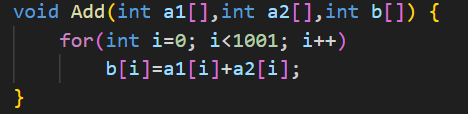 void Add(int a1[],int a2[],int b[]) {
    for(int i=0; i<1001; i++)
        b[i]=a1[i]+a2[i];
}